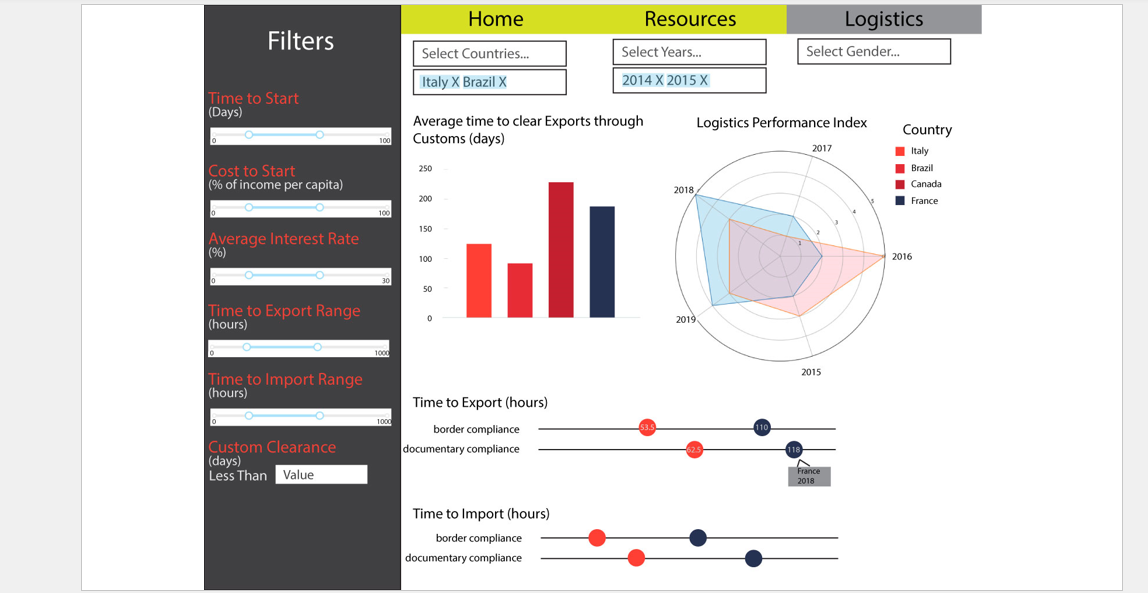 Home
Resources
Logistics
Filters
Select Countries...
Select Years...
Select Gender...
Italy X Brazil X
2014 X 2015 X
Time to Start
(Days)
0
100
Cost to Start
(% of income per capita)
0
100
Average Interest Rate
(%)
0
30
Time to Export Range
(hours)
0
1000
Time to Import Range
(hours)
0
1000
Custom Clearance
(days)
Less Than
Value
Average time to clear Exports through
Customs (days)
250
200
150
100
50
0
Logistics Performance Index
2017
2018
2016
2019
2015
1
2
3
4
5
Country
Italy
Brazil
Canada
France
Time to Export (hours)
border compliance
53.5
110
documentary compliance
62.5
118
France
2018
Time to Import (hours)
border compliance
documentary compliance